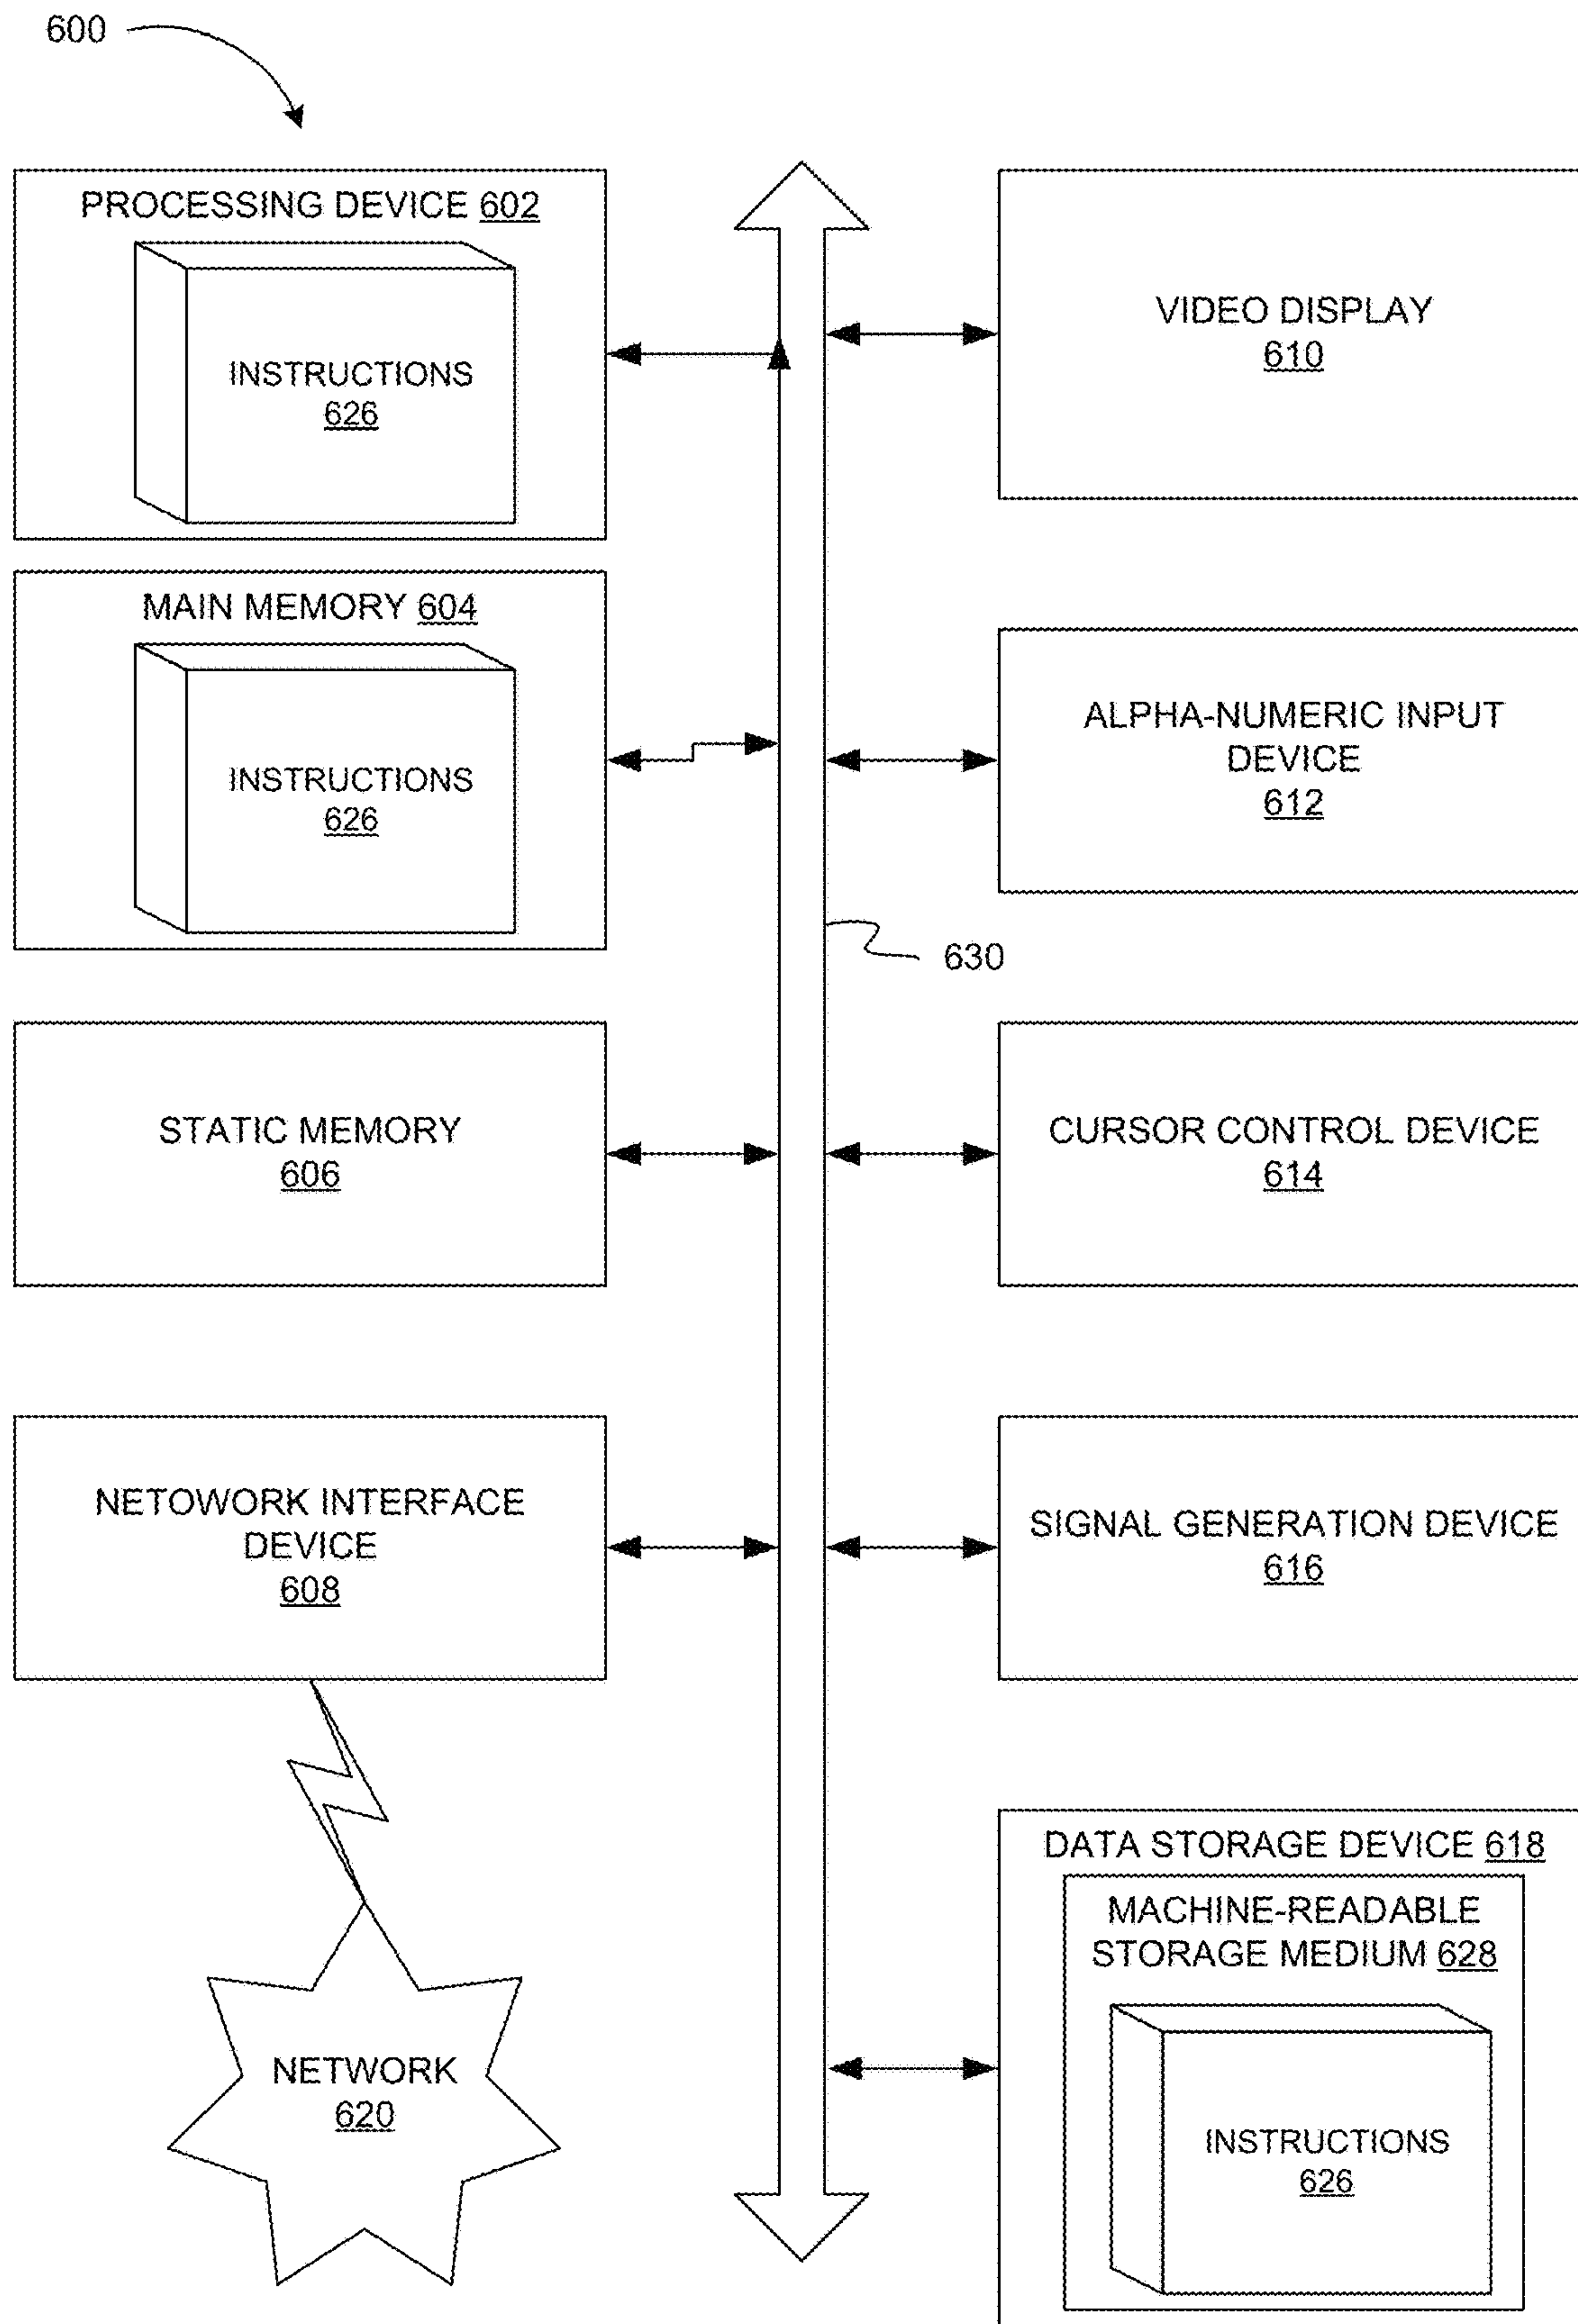 600
PROCESSING DEVICE 602
INSTRUCTIONS
626
MAIN MEMORY 604
INSTRUCTIONS
626
STATIC MEMORY
606
NETOWORK INTERFACE
DEVICE
608
NETWORK
620
VIDEO DISPLAY
610
ALPHA-NUMERIC INPUT
DEVICE
612
630
CURSOR CONTROL DEVICE
614
SIGNAL GENERATION DEVICE
616
DATA STORAGE DEVICE 618
MACHINE-READABLE
STORAGE MEDIUM 628
INSTRUCTIONS
626